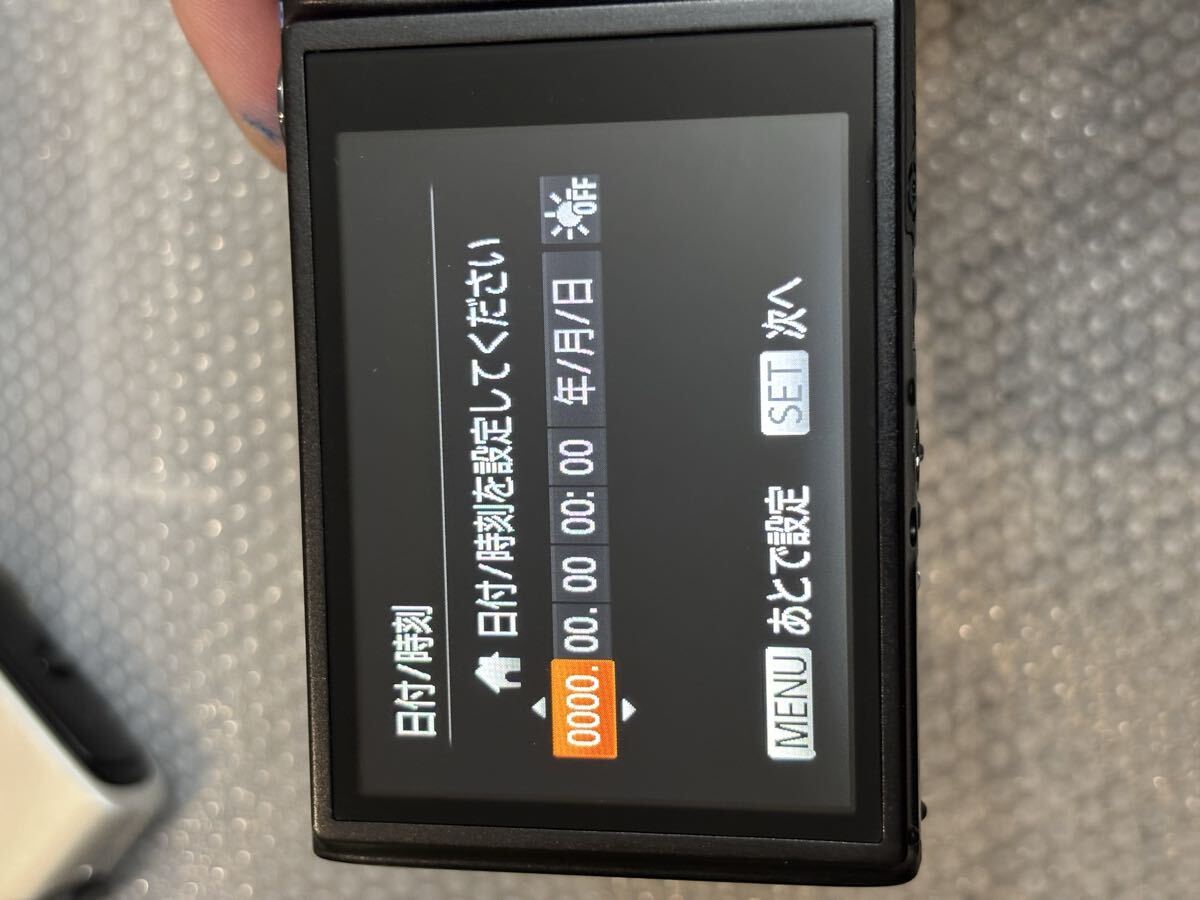 日付/時刻
日付/時刻を設定してください
0000. 00. 00 00: 00 年/月/日 OFF
MENU あとで設定 SET 次へ